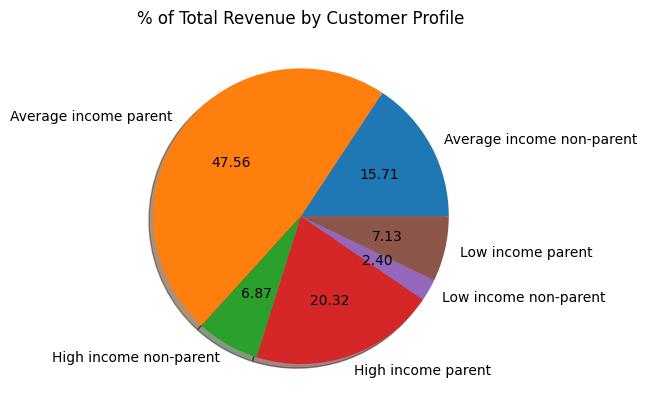 % of Total Revenue by Customer Profile
Average income parent
Average income non-parent
47.56
15.71
7.13
Low income parent
2.40
6.87
20.32
Low income non-parent
High income non-parent
High income parent